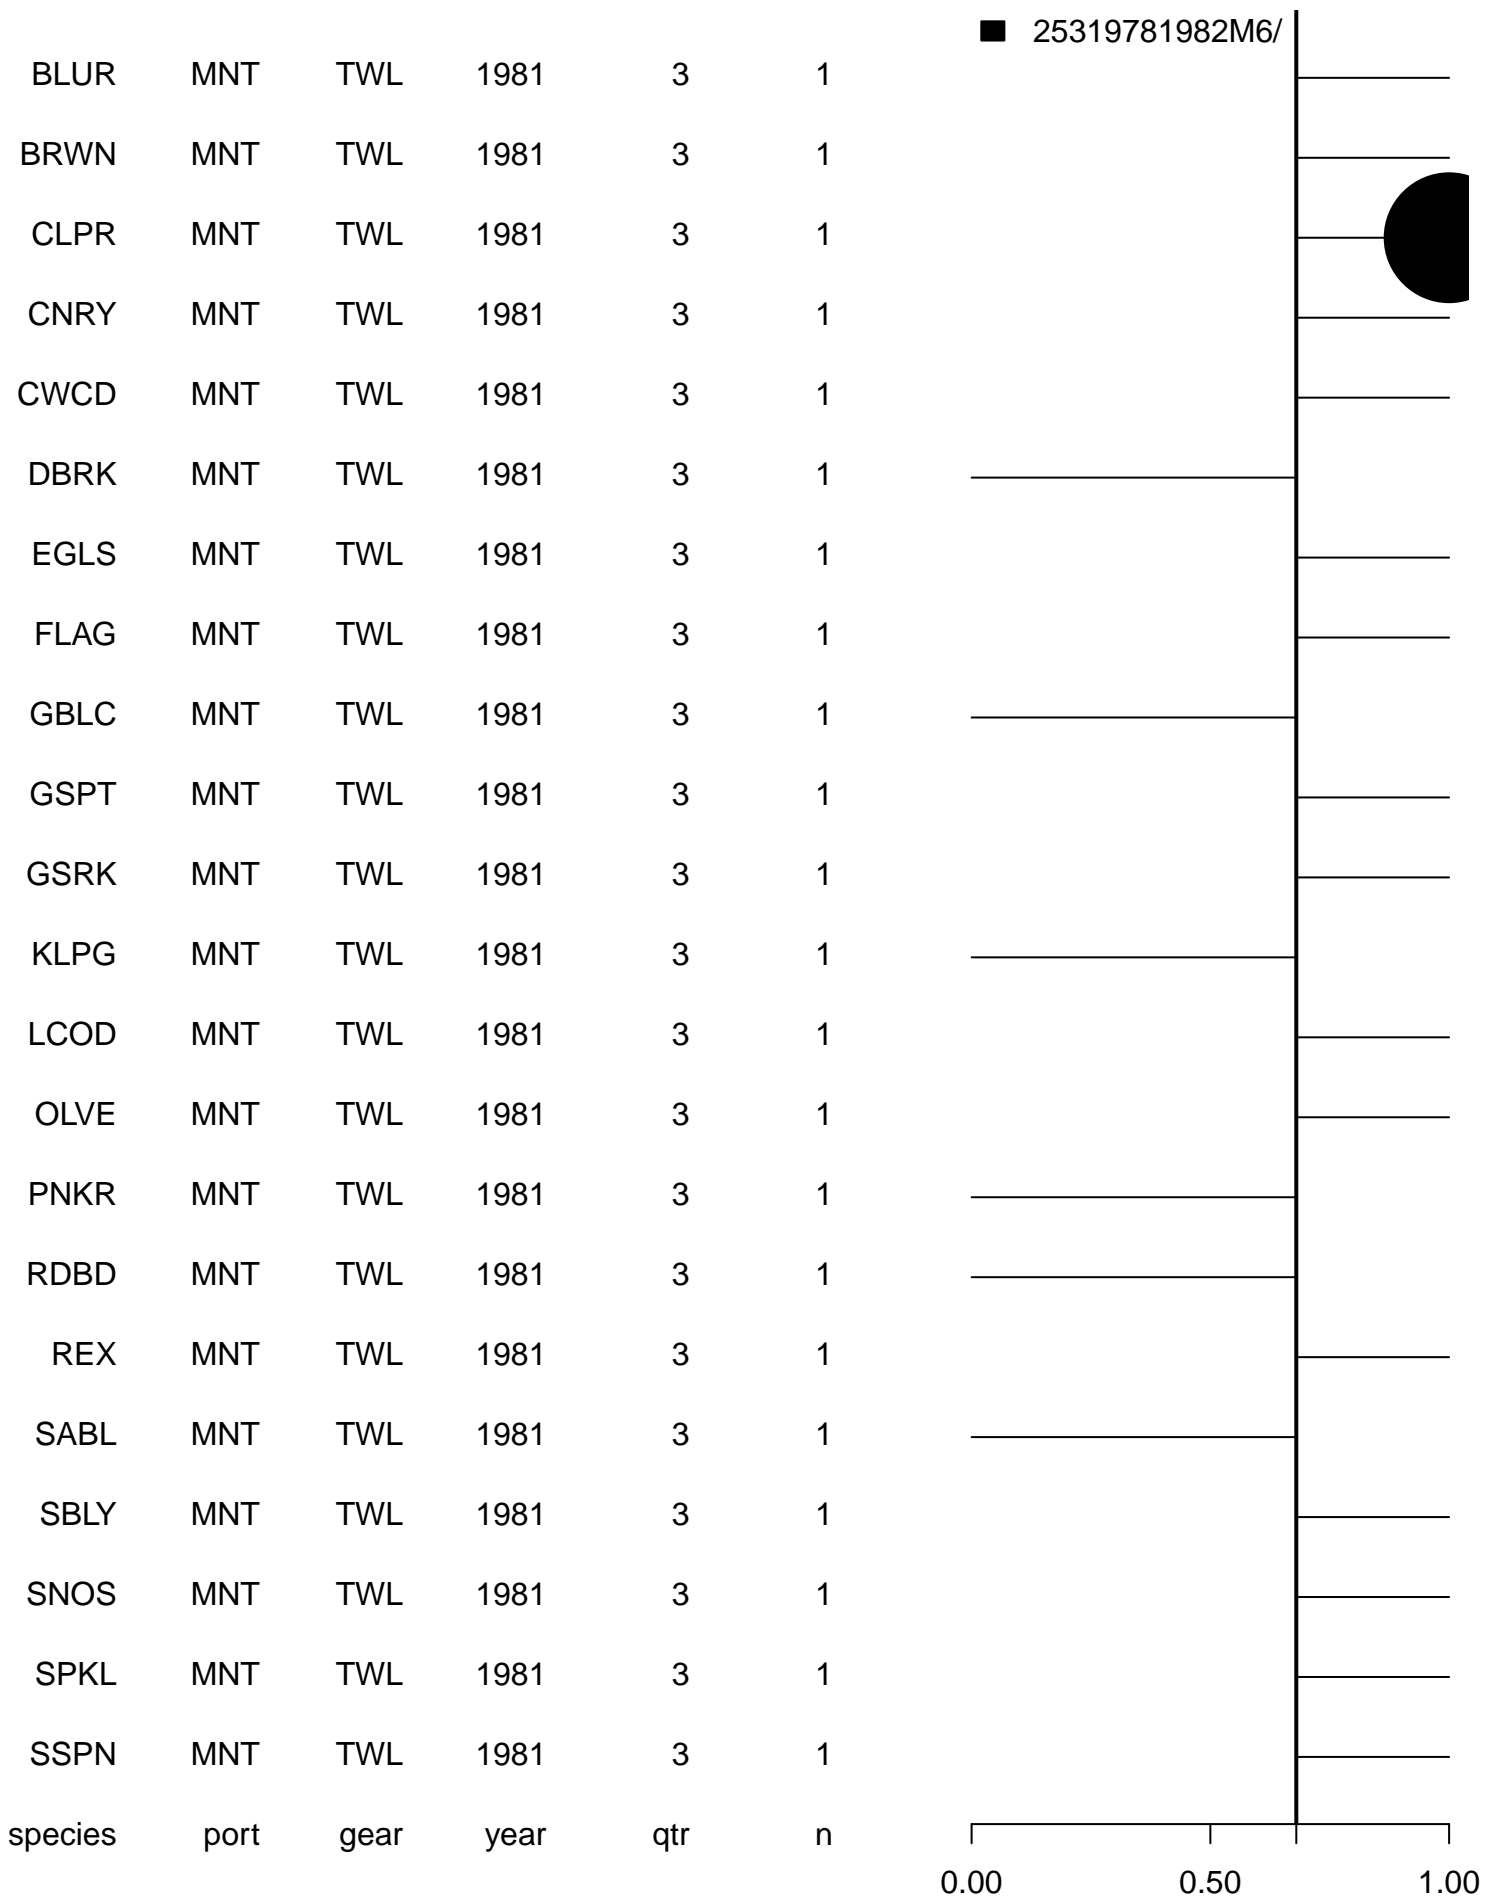 25319781982M6/
BLUR MNT TWL 1981 3 1
BRWN MNT TWL 1981 3 1
CLPR MNT TWL 1981 3 1
CNRY MNT TWL 1981 3 1
CWCD MNT TWL 1981 3 1
DBRK MNT TWL 1981 3 1
EGLS MNT TWL 1981 3 1
FLAG MNT TWL 1981 3 1
GBLC MNT TWL 1981 3 1
GSPT MNT TWL 1981 3 1
GSRK MNT TWL 1981 3 1
KLPG MNT TWL 1981 3 1
LCOD MNT TWL 1981 3 1
OLVE MNT TWL 1981 3 1
PNKR MNT TWL 1981 3 1
RDBD MNT TWL 1981 3 1
REX MNT TWL 1981 3 1
SABL MNT TWL 1981 3 1
SBLY MNT TWL 1981 3 1
SNOS MNT TWL 1981 3 1
SPKL MNT TWL 1981 3 1
SSPN MNT TWL 1981 3 1
species port gear year qtr n
0.00 0.50 1.00